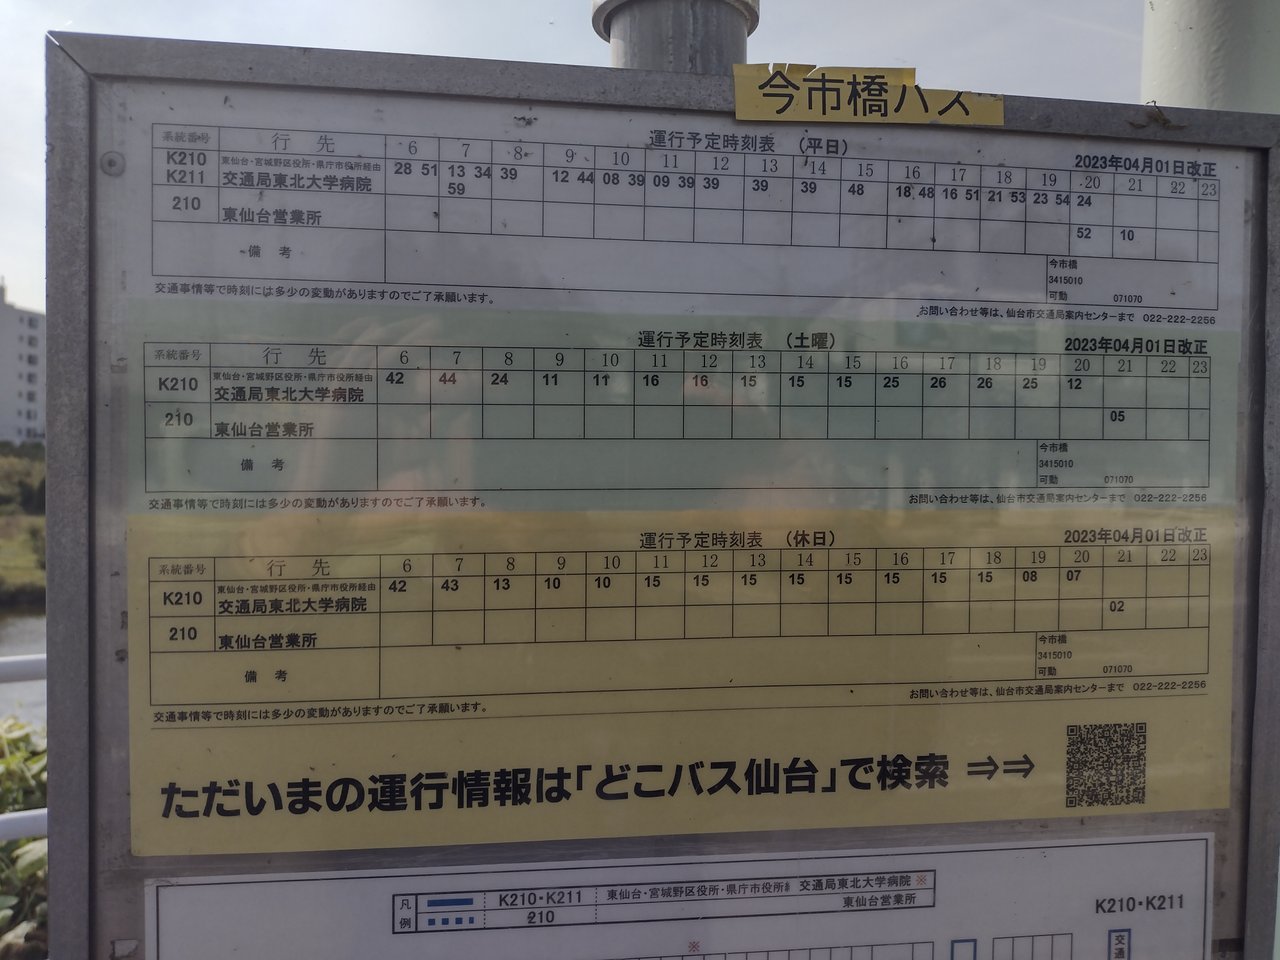 今市橋バス
運行予定時刻表 (平日)
2023年04月01日改正
系統番号 行先 6 7 8 9 10 11 12 13 14 15 16 17 18 19 20 21 22 23
K210 東仙台・宮城野区役所・県庁市役所経由 28 51 13 34 39 12 44 08 39 09 39 39 39 39 48 18 48 16 51 21 53 23 54 24
K211 交通局東北大学病院 59
210 東仙台営業所 52 10
備考
今市橋
3415010
可動 071070
交通事情等で時刻には多少の変動がありますのでご了承願います。
お問い合わせ等は、仙台市交通局案内センターまで 022-222-2256
運行予定時刻表 (土曜)
2023年04月01日改正
系統番号 行先 6 7 8 9 10 11 12 13 14 15 16 17 18 19 20 21 22 23
K210 東仙台・宮城野区役所・県庁市役所経由 42 44 24 11 11 16 16 15 15 15 25 26 26 25 12
交通局東北大学病院
210 東仙台営業所 05
備考
今市橋
3415010
可動 071070
交通事情等で時刻には多少の変動がありますのでご了承願います。
お問い合わせ等は、仙台市交通局案内センターまで 022-222-2256
運行予定時刻表 (休日)
2023年04月01日改正
系統番号 行先 6 7 8 9 10 11 12 13 14 15 16 17 18 19 20 21 22 23
K210 東仙台・宮城野区役所・県庁市役所経由 42 43 13 10 10 15 15 15 15 15 15 15 15 08 07
交通局東北大学病院
210 東仙台営業所 02
備考
今市橋
3415010
可動 071070
交通事情等で時刻には多少の変動がありますのでご了承願います。
お問い合わせ等は、仙台市交通局案内センターまで 022-222-2256
ただいまの運行情報は「どこバス仙台」で検索 ⇒⇒
凡例 K210・K211 東仙台・宮城野区役所・県庁市役所経 交通局東北大学病院 ※
210 東仙台営業所
K210・K211
※
交通